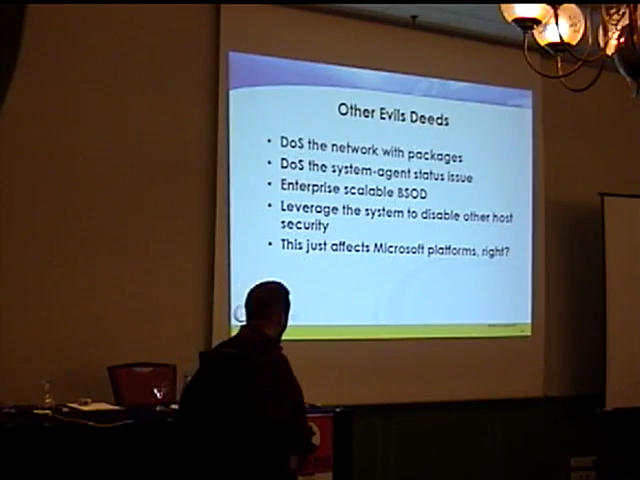 Other Evils Deeds
• DoS the network with packages
• DoS the system-agent status issue
• Enterprise scalable BSOD
• Leverage the system to disable other host
security
• This just affects Microsoft platforms, right?